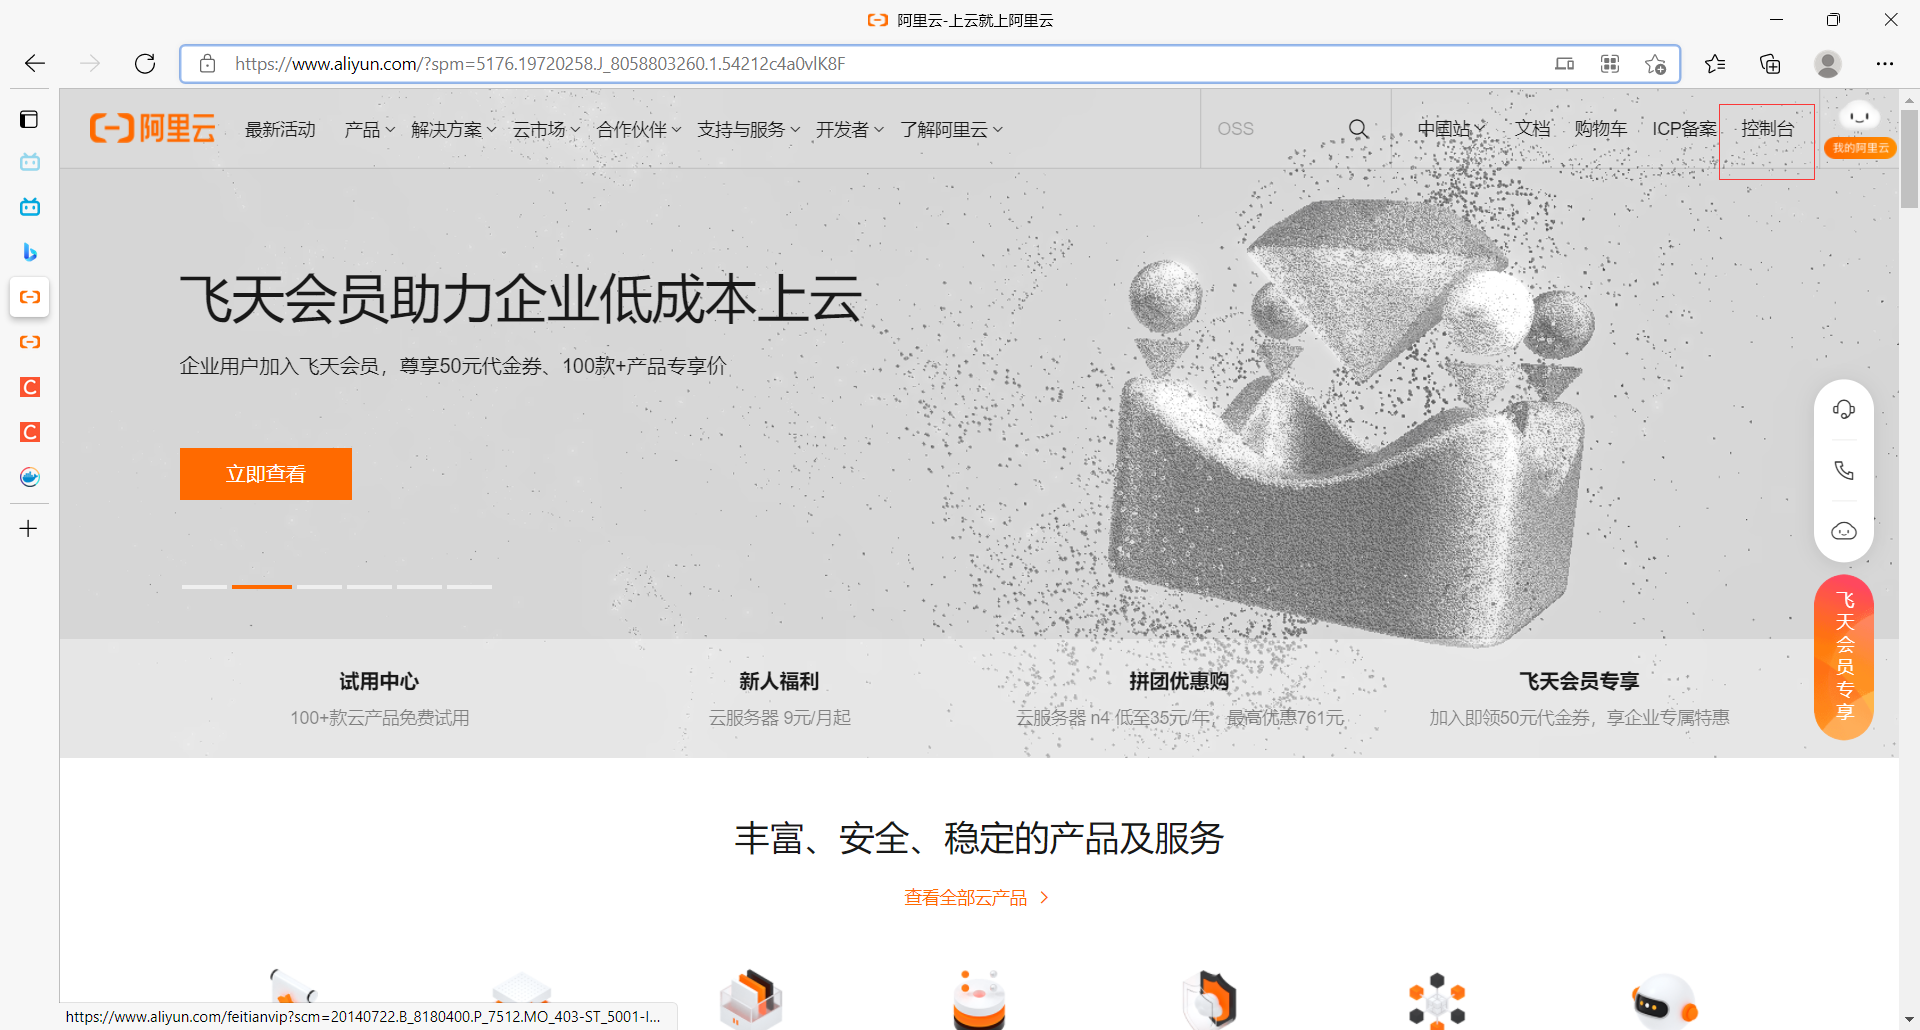 阿里云-上云就上阿里云
https://www.aliyun.com/?spm=5176.19720258.J_8058803260.1.54212c4a0vlK8F
阿里云 最新活动 产品 解决方案 云市场 合作伙伴 支持与服务 开发者 了解阿里云 OSS 中国站 文档 购物车 ICP备案 控制台
我的阿里云
飞天会员助力企业低成本上云
企业用户加入飞天会员，尊享50元代金券、100款+产品专享价
立即查看
飞天会员专享
试用中心 新人福利 拼团优惠购 飞天会员专享
100+款云产品免费试用 云服务器 9元/月起 云服务器 n4 低至35元/年，最高优惠761元 加入即领50元代金券，享企业专属特惠
丰富、安全、稳定的产品及服务
查看全部云产品
https://www.aliyun.com/feitianvip?scm=20140722.B_8180400.P_7512.MO_403-ST_5001-I...